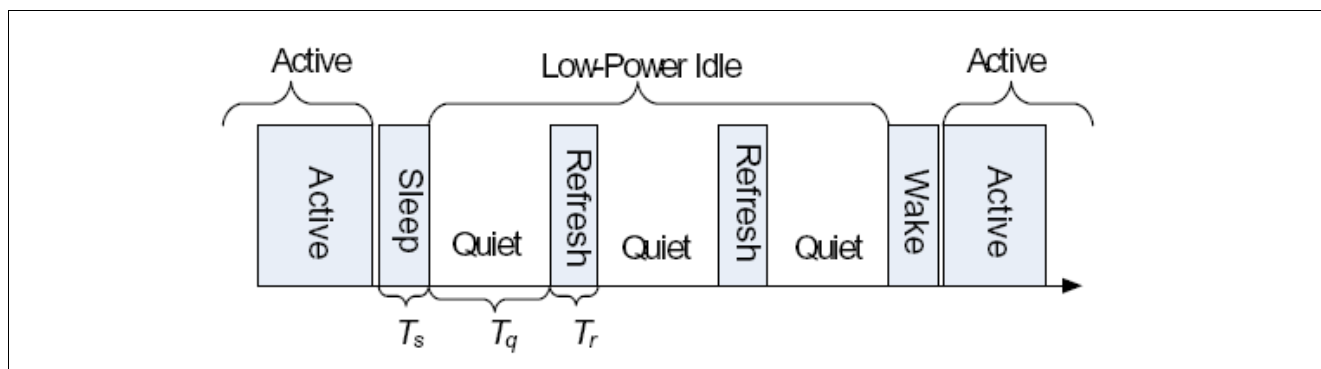 Active
Low-Power Idle
Active
Active
Sleep
Quiet
Refresh
Quiet
Refresh
Quiet
Wake
Active
Ts
Tq
Tr